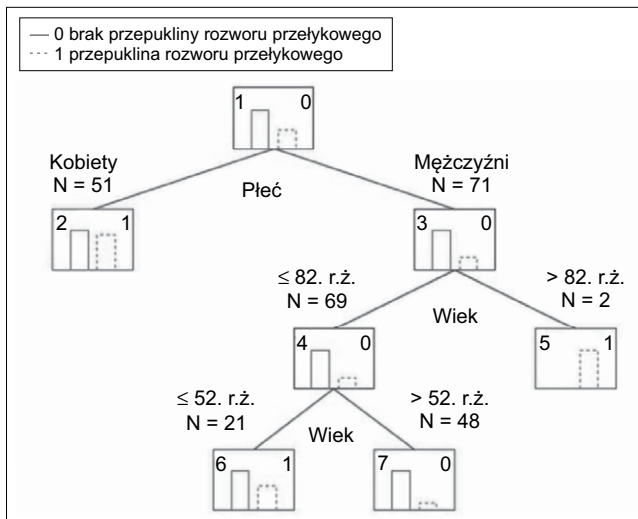 0 brak przepukliny rozworu przełykowego
1 przepuklina rozworu przełykowego
1 0
Kobiety
N = 51
Płeć
Mężczyźni
N = 71
2 1
3 0
≤ 82. r.ż.
N = 69
Wiek
> 82. r.ż.
N = 2
4 0
5 1
≤ 52. r.ż.
N = 21
Wiek
> 52. r.ż.
N = 48
6 1
7 0